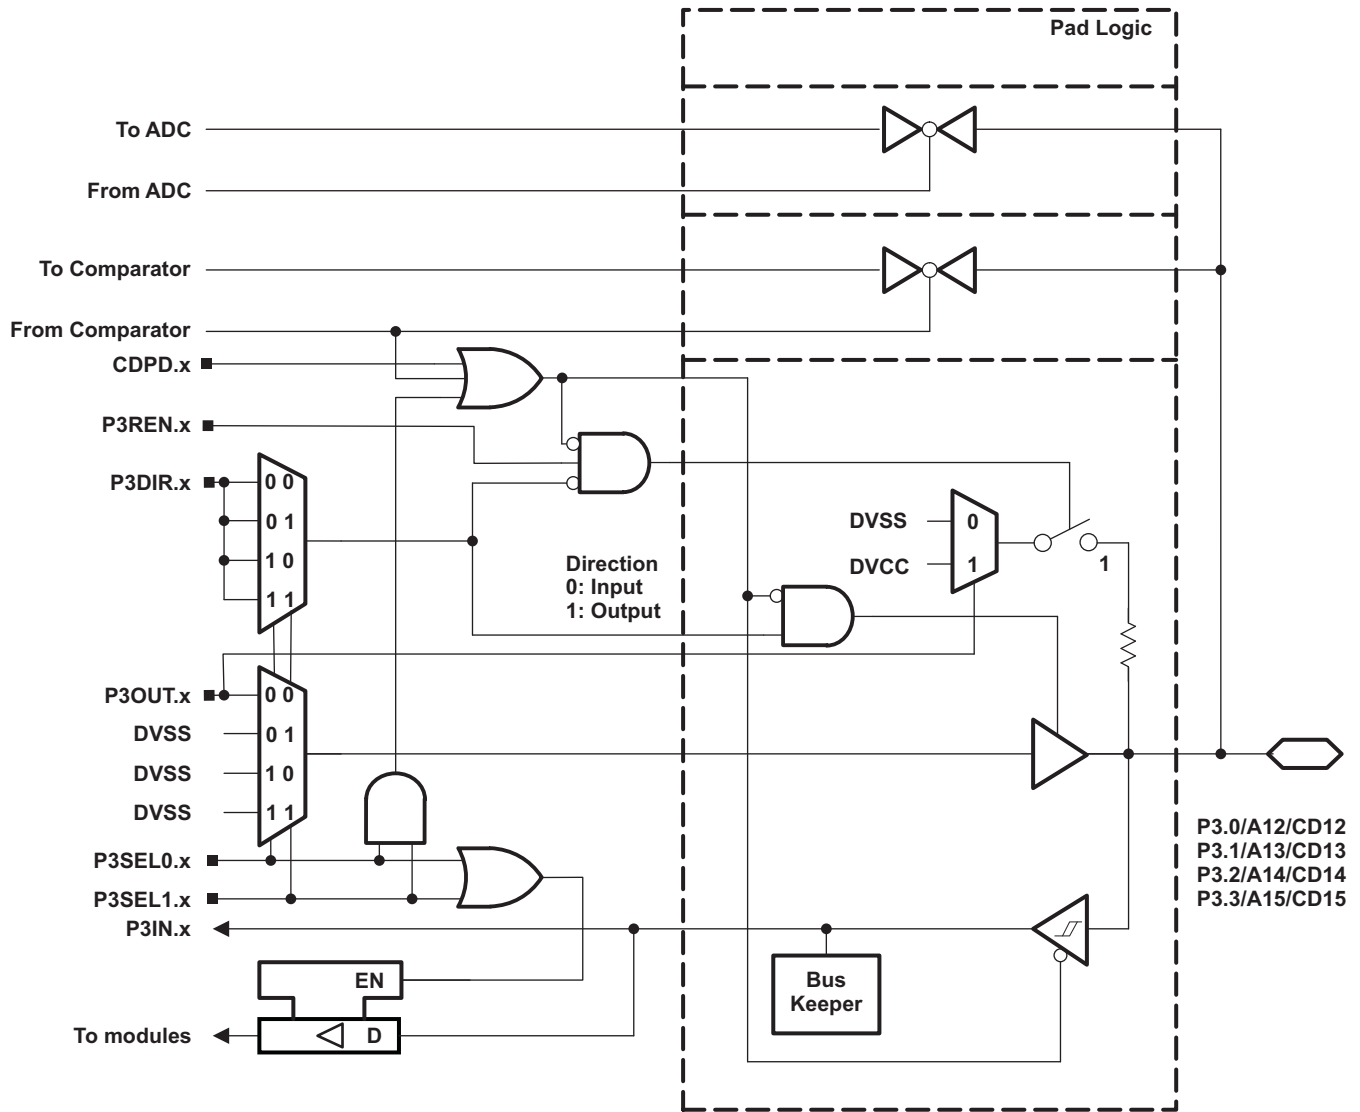 Pad Logic
To ADC
From ADC
To Comparator
From Comparator
CDPD.x
P3REN.x
P3DIR.x
0 0
0 1
1 0
1 1
Direction
0: Input
1: Output
DVSS
0
DVCC
1
1
P3OUT.x
0 0
DVSS
0 1
DVSS
1 0
DVSS
1 1
P3SEL0.x
P3SEL1.x
P3IN.x
P3.0/A12/CD12
P3.1/A13/CD13
P3.2/A14/CD14
P3.3/A15/CD15
Bus
Keeper
EN
To modules
D